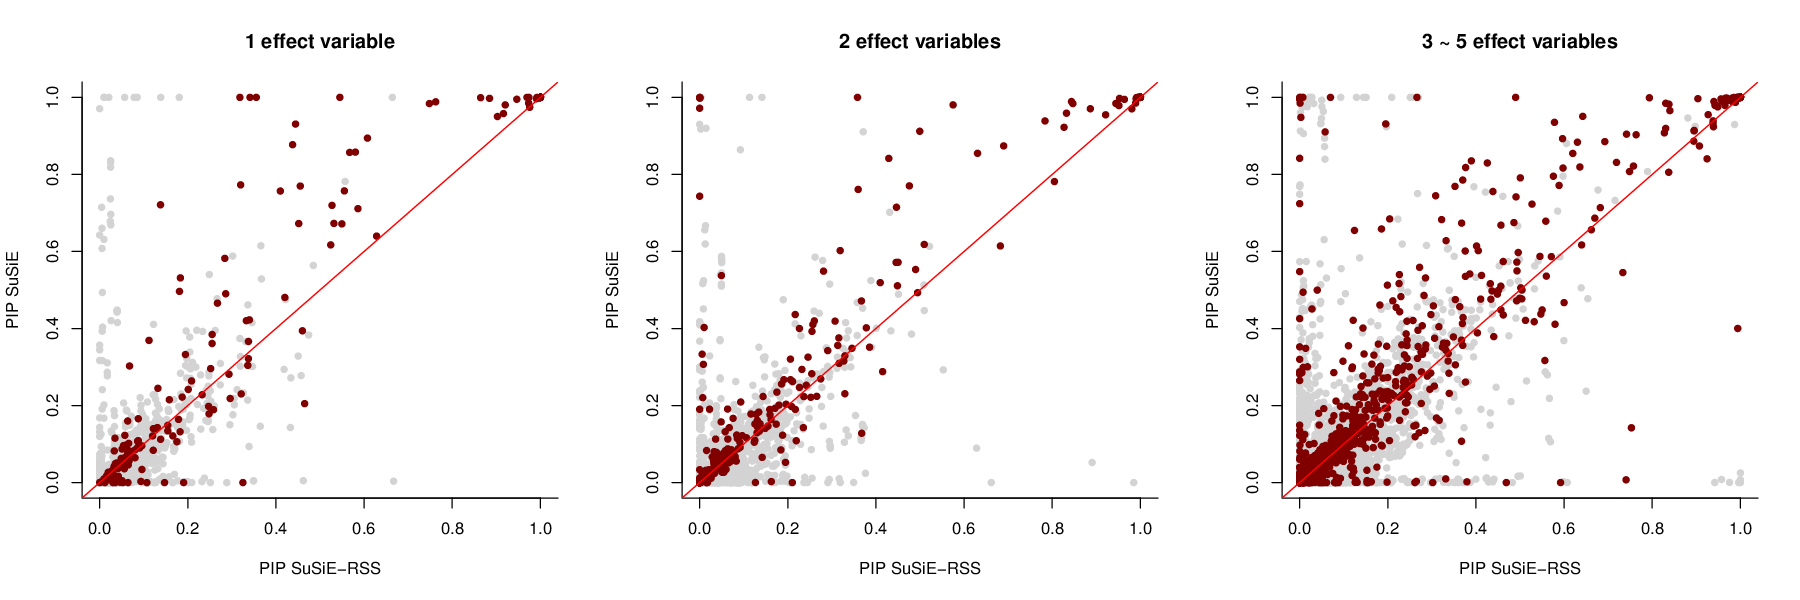 1 effect variable
PIP SuSiE
1.0
0.8
0.6
0.4
0.2
0.0
0.0 0.2 0.4 0.6 0.8 1.0
PIP SuSiE−RSS
2 effect variables
PIP SuSiE
1.0
0.8
0.6
0.4
0.2
0.0
0.0 0.2 0.4 0.6 0.8 1.0
PIP SuSiE−RSS
3 ~ 5 effect variables
PIP SuSiE
1.0
0.8
0.6
0.4
0.2
0.0
0.0 0.2 0.4 0.6 0.8 1.0
PIP SuSiE−RSS